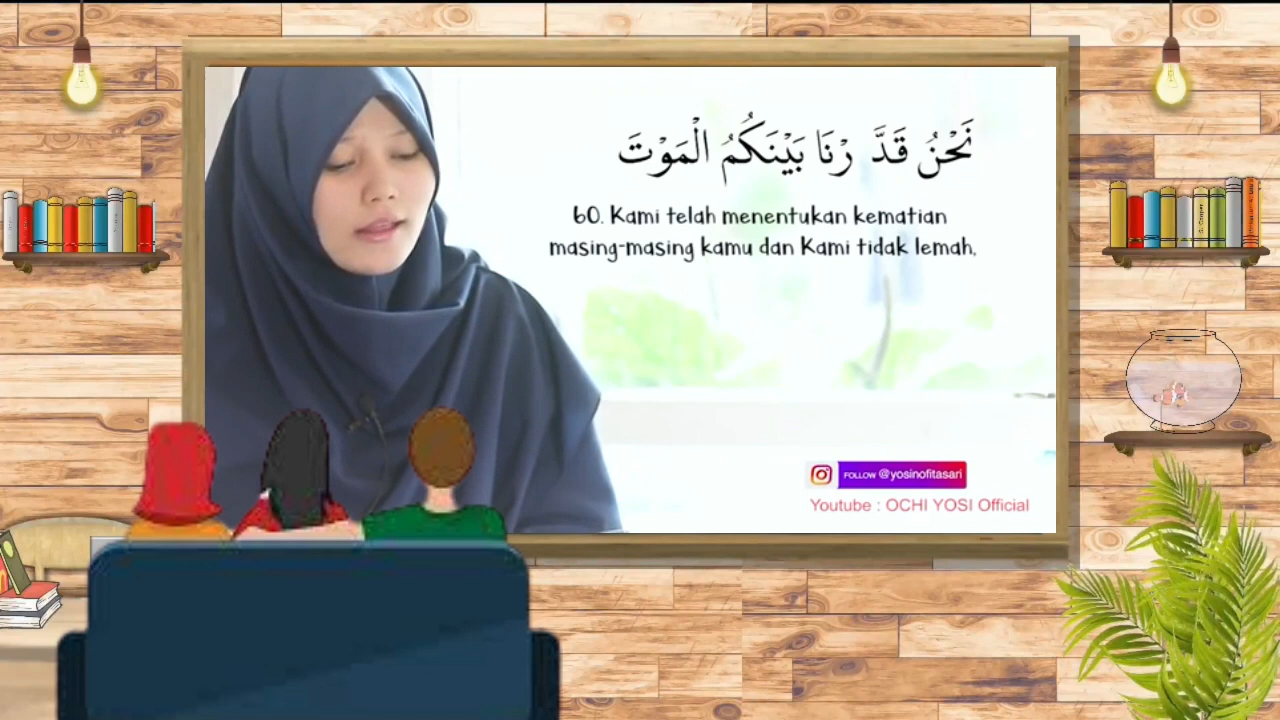 نَحْنُ قَدَّ رْنَا بَيْنَكُمُ الْمَوْتَ
60. Kami telah menentukan kematian
masing-masing kamu dan Kami tidak lemah.
FOLLOW @yosinofitasari
Youtube : OCHI YOSI Official